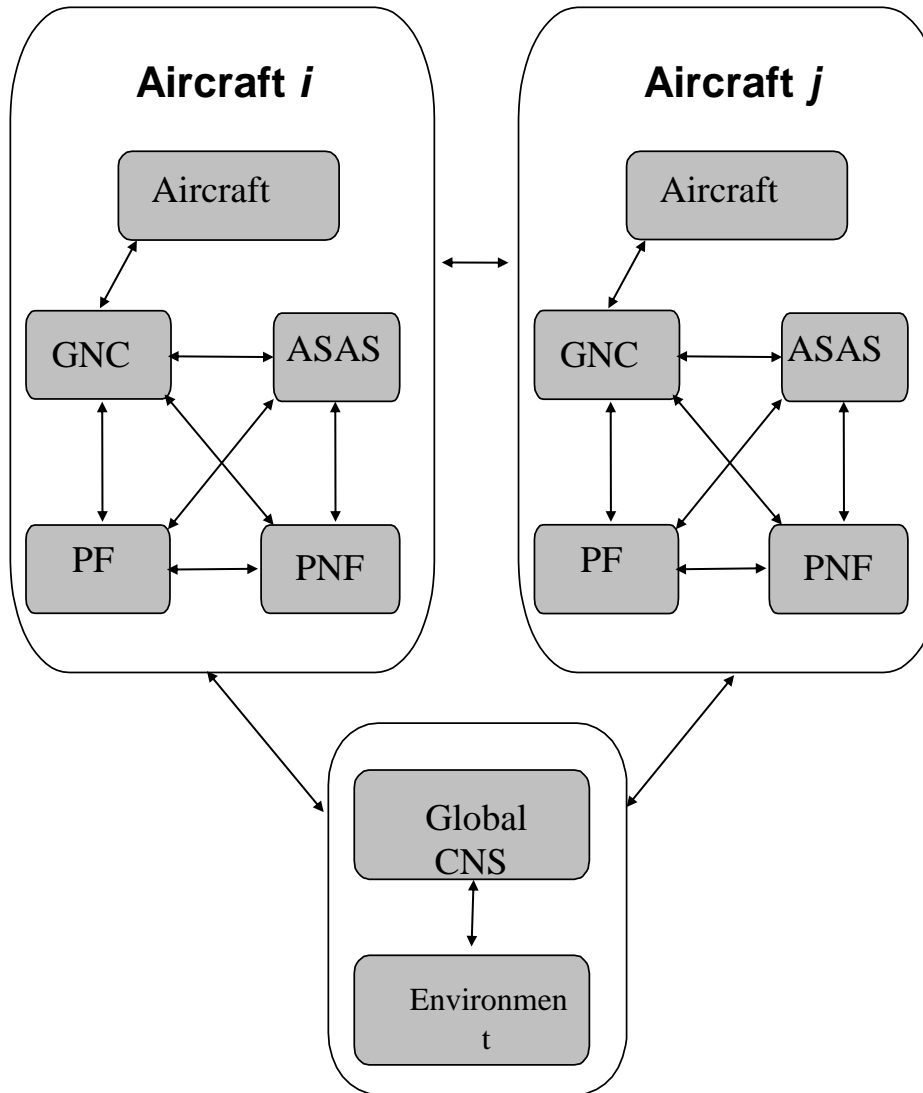 Aircraft i
Aircraft
GNC
ASAS
PF
PNF
Aircraft j
Aircraft
GNC
ASAS
PF
PNF
Global
CNS
Environmen
t